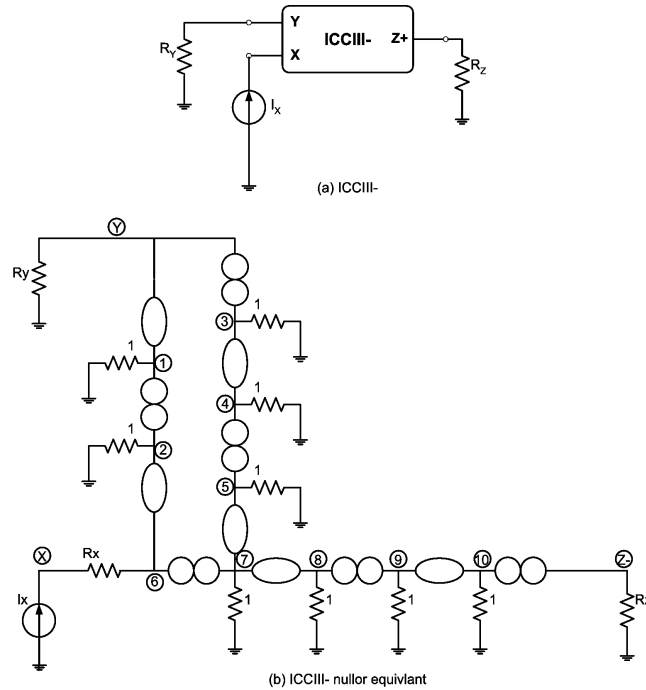 Y
ICCIII-
Z+
X
R_Y
R_Z
I_X
(a) ICCIII-
Y
Ry
1
3
1
1
1
4
1
2
5
1
X
Rx
6
7
8
9
10
Z-
Ix
1
1
1
1
(b) ICCIII- nullor equivlant